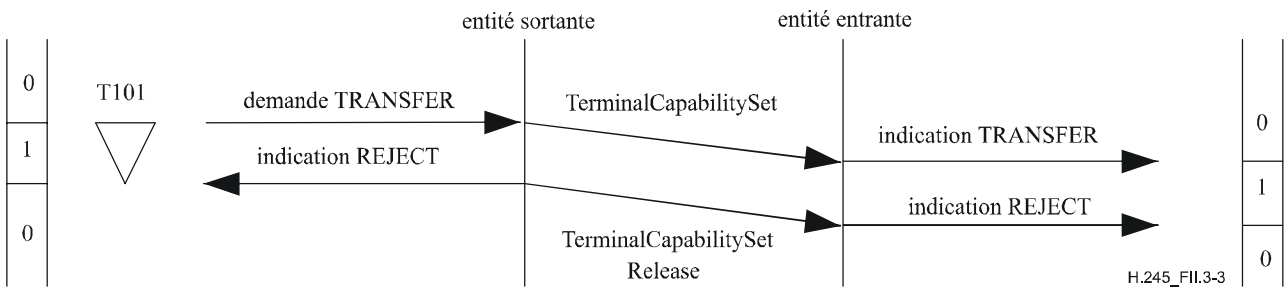 entité sortante
entité entrante
0
T101
demande TRANSFER
TerminalCapabilitySet
0
1
indication REJECT
indication TRANSFER
1
0
TerminalCapabilitySet
Release
indication REJECT
0
H.245_FII.3-3